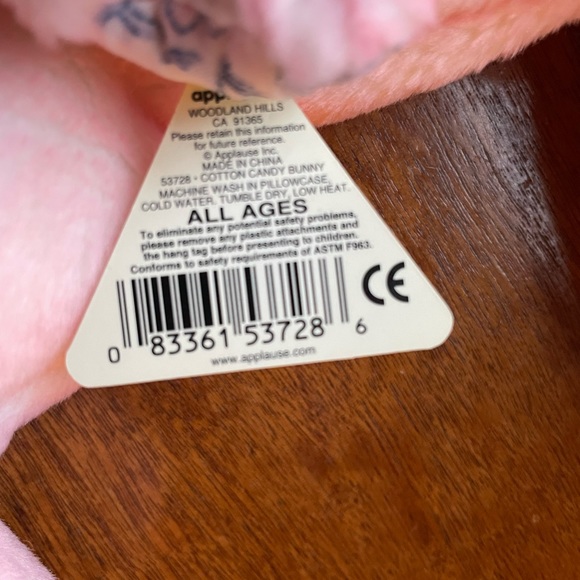 WOODLAND HILLS
CA 91365
Please retain this information
for future reference.
© Applause Inc.
MADE IN CHINA
53728 • COTTON CANDY BUNNY
MACHINE WASH IN PILLOWCASE,
COLD WATER, TUMBLE DRY, LOW HEAT.
ALL AGES
To eliminate any potential safety problems,
please remove any plastic attachments and
the hang tag before presenting to children.
Conforms to safety requirements of ASTM F963.
CE
0 83361 53728 6
www.applause.com